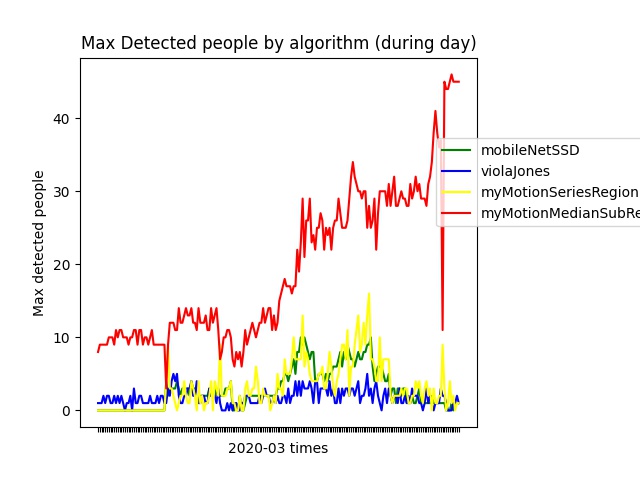 Max Detected people by algorithm (during day)
40
30
20
10
0
Max detected people
mobileNetSSD
violaJones
myMotionSeriesRegion
myMotionMedianSubRe
2020-03 times